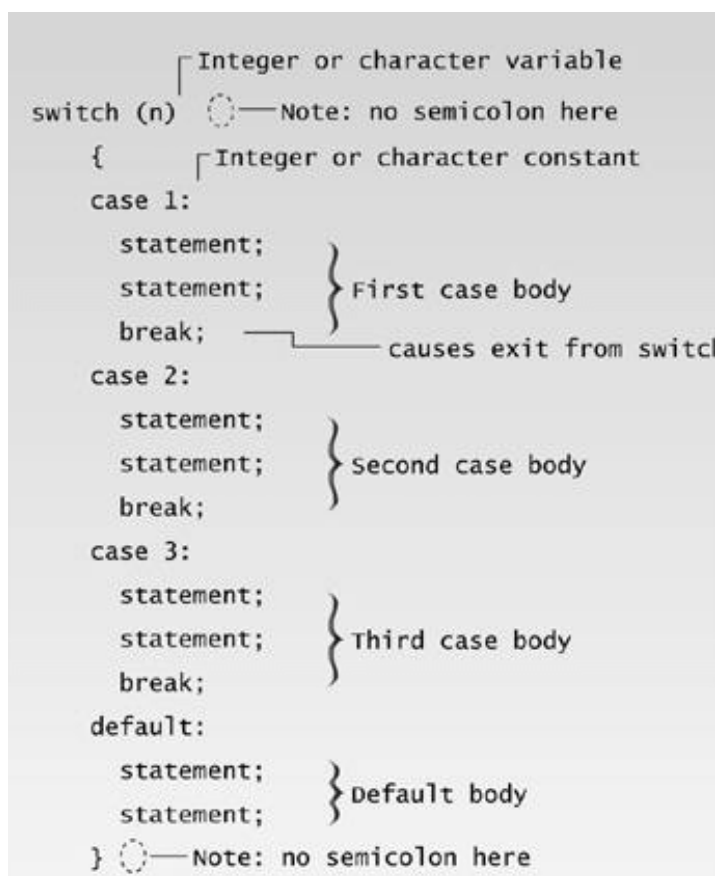 Integer or character variable
switch (n) Note: no semicolon here
{ Integer or character constant
case 1:
statement;
statement; First case body
break;
causes exit from switch
case 2:
statement;
statement; Second case body
break;
case 3:
statement;
statement; Third case body
break;
default:
statement;
statement; Default body
} Note: no semicolon here